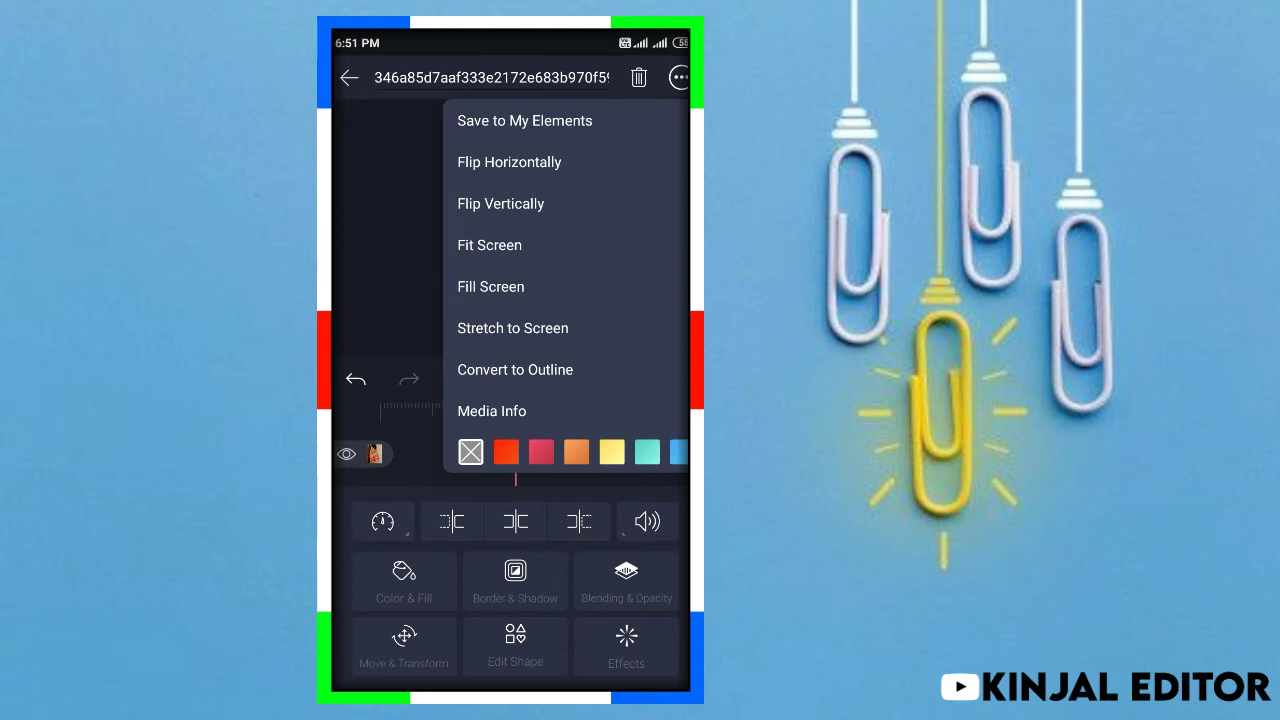 6:51 PM
346a85d7aaf333e2172e683b970f59
Save to My Elements
Flip Horizontally
Flip Vertically
Fit Screen
Fill Screen
Stretch to Screen
Convert to Outline
Media Info
Color & Fill
Border & Shadow
Blending & Opacity
Move & Transform
Edit Shape
Effects
KINJAL EDITOR